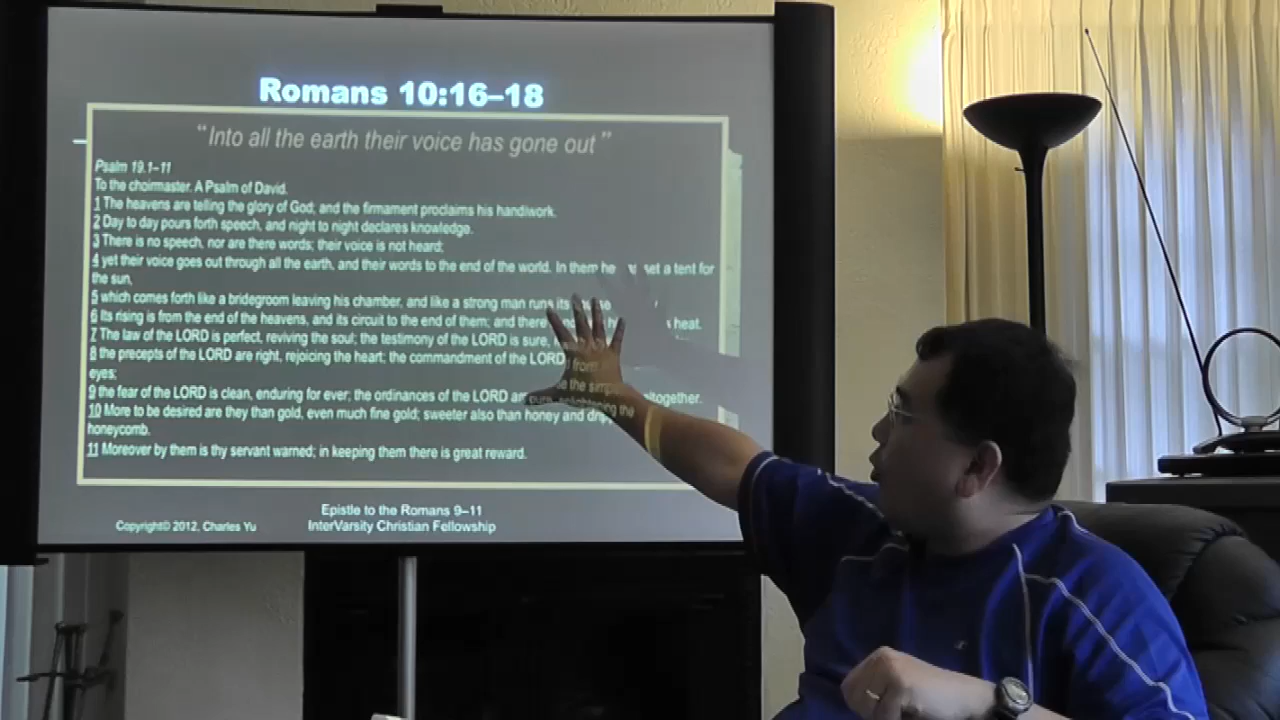 Romans 10:16–18
“Into all the earth their voice has gone out”
Psalm 19.1–11
To the choirmaster. A Psalm of David.
1 The heavens are telling the glory of God; and the firmament proclaims his handiwork.
2 Day to day pours forth speech, and night to night declares knowledge.
3 There is no speech, nor are there words; their voice is not heard;
4 yet their voice goes out through all the earth, and their words to the end of the world. In them he set a tent for
the sun,
5 which comes forth like a bridegroom leaving his chamber, and like a strong man runs its
6 Its rising is from the end of the heavens, and its circuit to the end of them; and there heat.
7 The law of the LORD is perfect, reviving the soul; the testimony of the LORD is sure, the simple
8 the precepts of the LORD are right, rejoicing the heart; the commandment of the LORD enlightening the
eyes;
9 the fear of the LORD is clean, enduring for ever; the ordinances of the LORD altogether.
10 More to be desired are they than gold, even much fine gold; sweeter also than honey and
honeycomb.
11 Moreover by them is thy servant warned; in keeping them there is great reward.
Epistle to the Romans 9–11
Copyright© 2012, Charles Yu InterVarsity Christian Fellowship